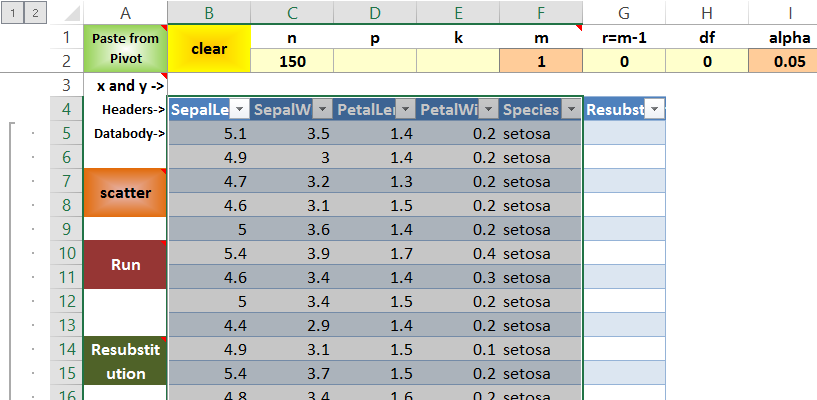 1 2 A B C D E F G H I
1 Paste from Pivot clear n p k m r=m-1 df alpha
2 150 1 0 0 0.05
3 x and y ->
4 Headers-> SepalLe SepalW PetalLe PetalWi Species Resubst
5 Databody-> 5.1 3.5 1.4 0.2 setosa
6 4.9 3 1.4 0.2 setosa
7 scatter 4.7 3.2 1.3 0.2 setosa
8 4.6 3.1 1.5 0.2 setosa
9 5 3.6 1.4 0.2 setosa
10 Run 5.4 3.9 1.7 0.4 setosa
11 4.6 3.4 1.4 0.3 setosa
12 5 3.4 1.5 0.2 setosa
13 4.4 2.9 1.4 0.2 setosa
14 Resubstit 4.9 3.1 1.5 0.1 setosa
15 ution 5.4 3.7 1.5 0.2 setosa
16 4.8 3.4 1.6 0.2 setosa